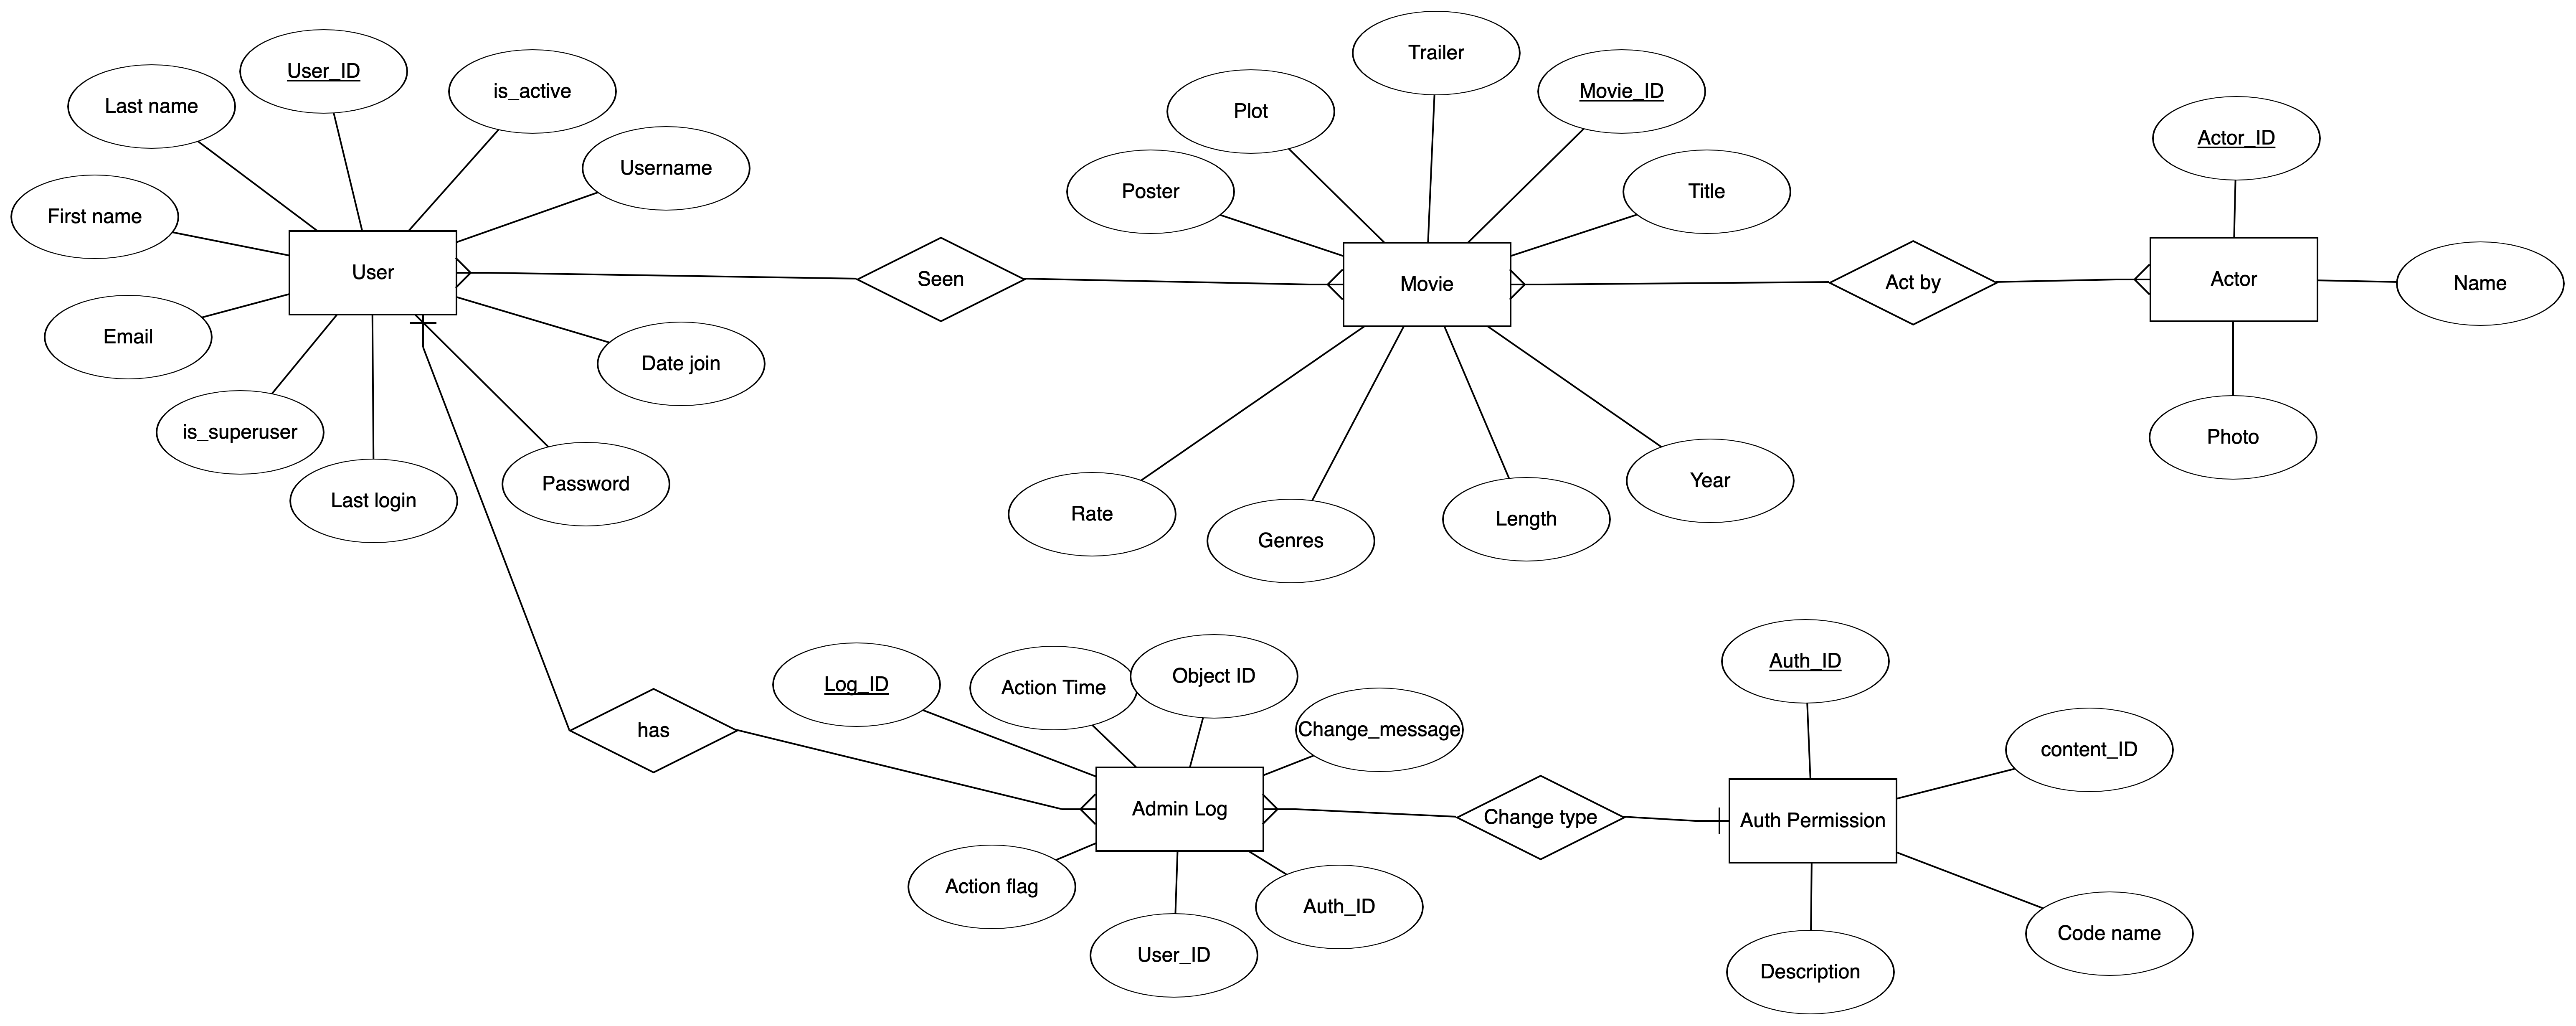 Trailer
User_ID
is_active
Movie_ID
Last name
Plot
Actor_ID
Username
Poster
Title
First name
User
Seen
Movie
Act by
Actor
Name
Email
Date join
is_superuser
Photo
Password
Year
Last login
Rate
Length
Genres
Auth_ID
Object ID
Log_ID
Action Time
has
Change_message
content_ID
Admin Log
Change type
Auth Permission
Action flag
Auth_ID
Code name
User_ID
Description